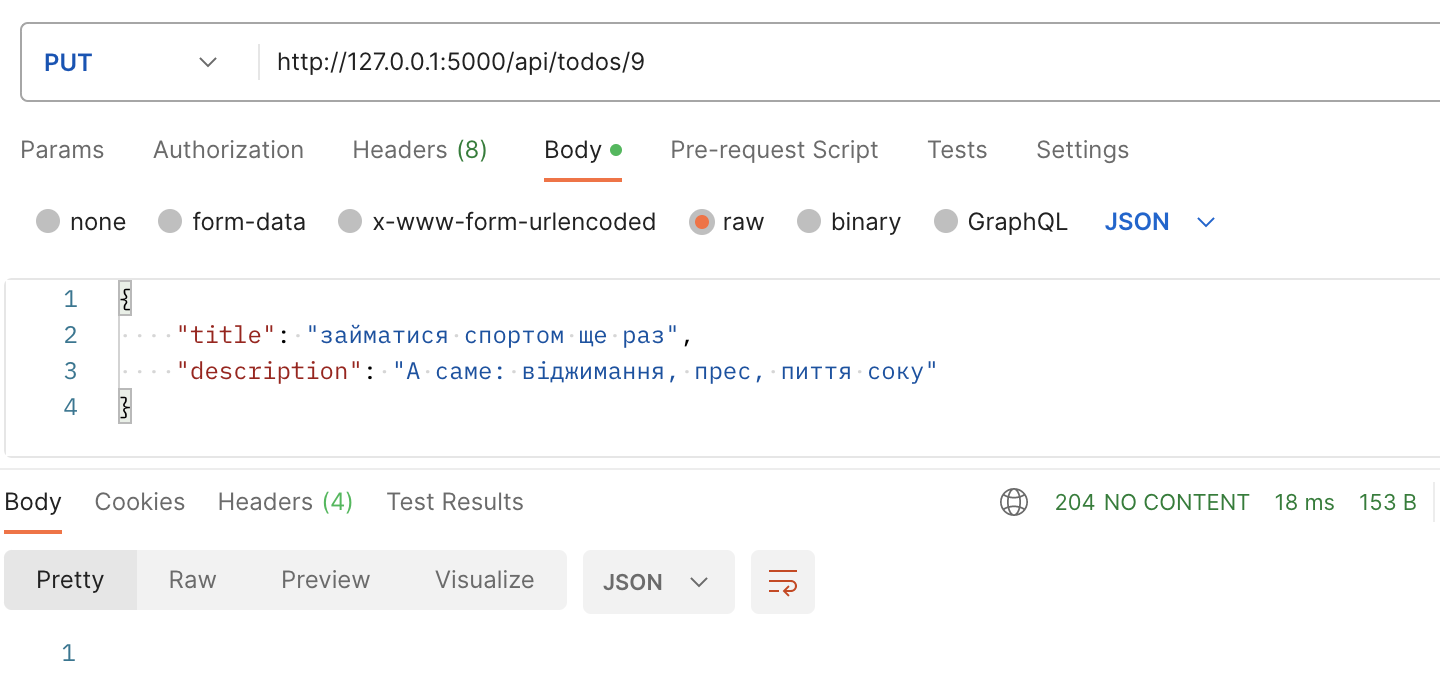 PUT http://127.0.0.1:5000/api/todos/9
Params Authorization Headers (8) Body Pre-request Script Tests Settings
none form-data x-www-form-urlencoded raw binary GraphQL JSON
1 {
2 "title": "займатися спортом ще раз",
3 "description": "А саме: віджимання, прес, пиття соку"
4 }
Body Cookies Headers (4) Test Results 204 NO CONTENT 18 ms 153 B
Pretty Raw Preview Visualize JSON
1